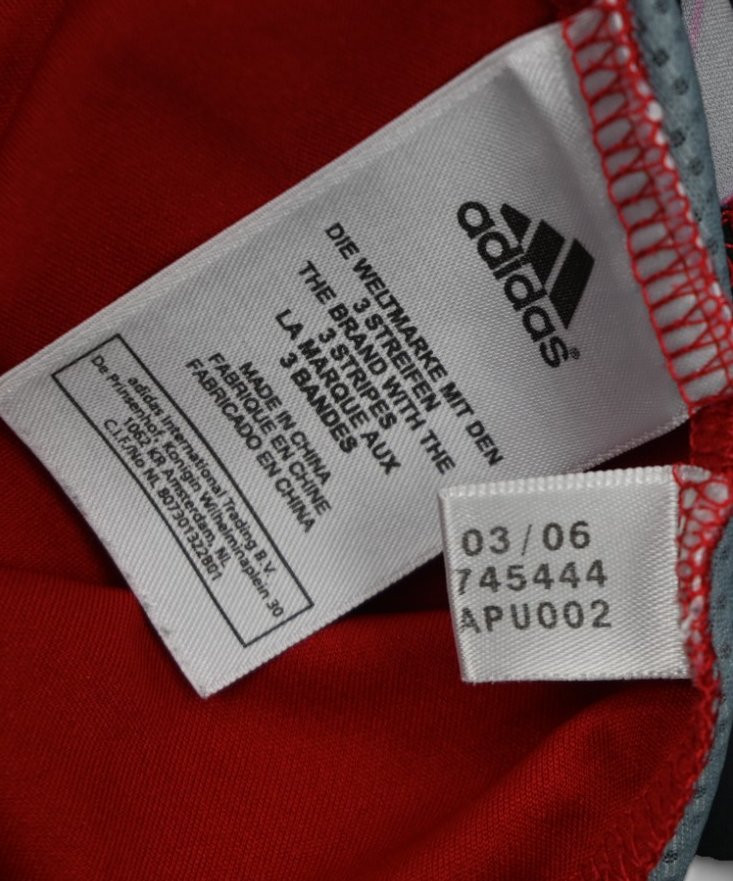 adidas®
DIE WELTMARKE MIT DEN
3 STREIFEN
THE BRAND WITH THE
3 STRIPES
LA MARQUE AUX
3 BANDES
MADE IN CHINA
FABRIQUE EN CHINE
FABRICADO EN CHINA
adidas International Trading B.V.
De Prinsenhof, Konigin Wilhelminaplein 30
1062 KR Amsterdam, NL
C.I.F./No NL 807301322B01
03/06
745444
APU002